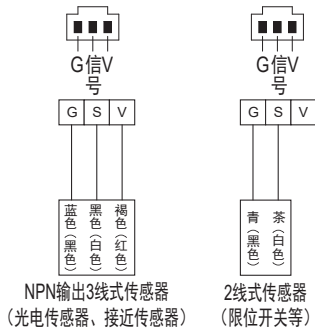 G信V
号
G信V
号
G S V
G S V
蓝色（黑色）
黑色（白色）
褐色（红色）
青（黑色）
茶（白色）
NPN输出3线式传感器
（光电传感器、接近传感器）
2线式传感器
（限位开关等）